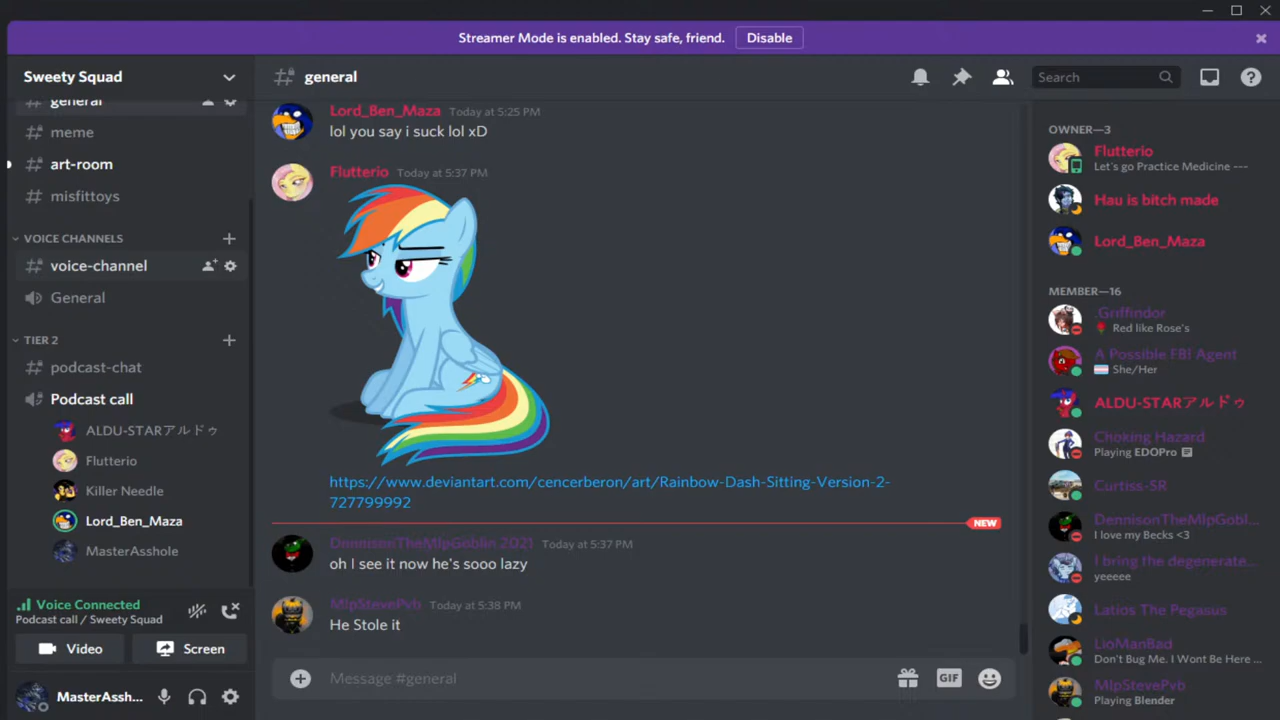 Streamer Mode is enabled. Stay safe, friend. Disable
Sweety Squad
general
meme
art-room
misfittoys
VOICE CHANNELS
voice-channel
General
TIER 2
podcast-chat
Podcast call
ALDU-STARアルドゥ
Flutterio
Killer Needle
Lord_Ben_Maza
MasterAsshole
Voice Connected
Podcast call / Sweety Squad
Video
Screen
MasterAssh...
general
Search
Lord_Ben_Maza Today at 5:25 PM
lol you say i suck lol xD
Flutterio Today at 5:37 PM
https://www.deviantart.com/cencerberon/art/Rainbow-Dash-Sitting-Version-2-
727799992
NEW
DennisonTheMlpGoblin 2021 Today at 5:37 PM
oh I see it now he's sooo lazy
MlpStevePvb Today at 5:38 PM
He Stole it
Message #general
GIF
OWNER—3
Flutterio
Let's go Practice Medicine ---
Hau is bitch made
Lord_Ben_Maza
MEMBER—16
.Griffindor
Red like Rose's
A Possible FBI Agent
She/Her
ALDU-STARアルドゥ
Choking Hazard
Playing EDOPro
Curtiss-5R
DennisonTheMlpGobl...
I love my Becks <3
I bring the degenerate...
yeeeee
Latios The Pegasus
LioManBad
Don't Bug Me. I Wont Be Here ...
MlpStevePvb
Playing Blender